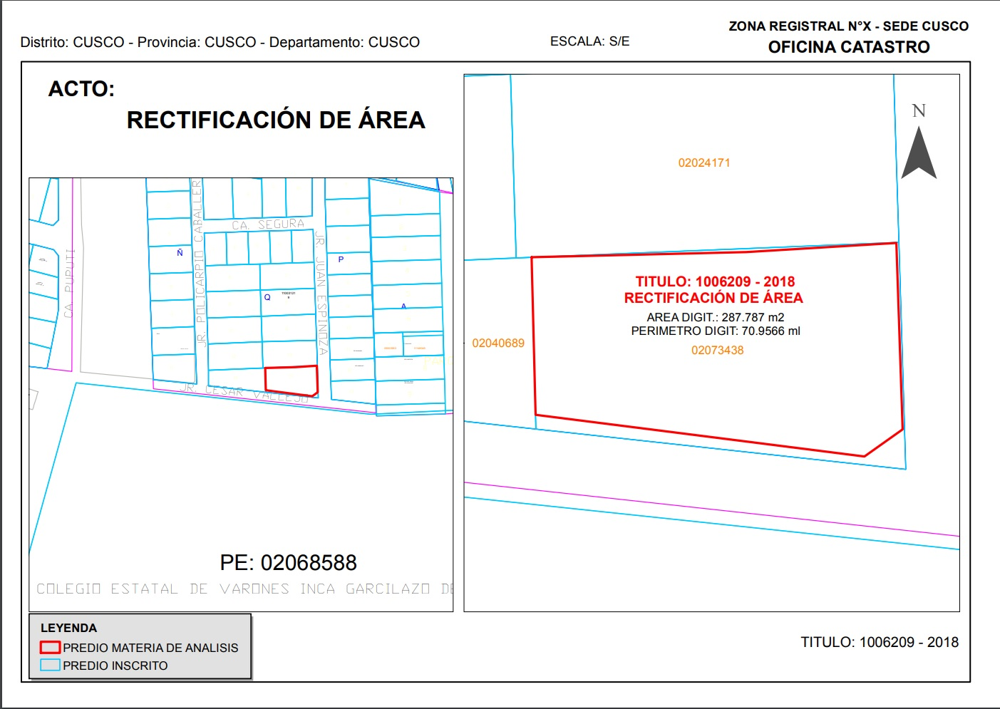 Distrito: CUSCO - Provincia: CUSCO - Departamento: CUSCO
ESCALA: S/E
ZONA REGISTRAL N°X - SEDE CUSCO
OFICINA CATASTRO
ACTO:
RECTIFICACIÓN DE ÁREA
CA. PUPUTI
Ñ
JR. POLICARPIO CABALLER
CA. SEGURA
Q
JR. JUAN ESPINOZA
P
A
JR. CESAR VALLEJO
PE: 02068588
COLEGIO ESTATAL DE VARONES INCA GARCILAZO DE
N
02024171
TITULO: 1006209 - 2018
RECTIFICACIÓN DE ÁREA
AREA DIGIT.: 287.787 m2
PERIMETRO DIGIT: 70.9566 ml
02040689
02073438
LEYENDA
PREDIO MATERIA DE ANALISIS
PREDIO INSCRITO
TITULO: 1006209 - 2018